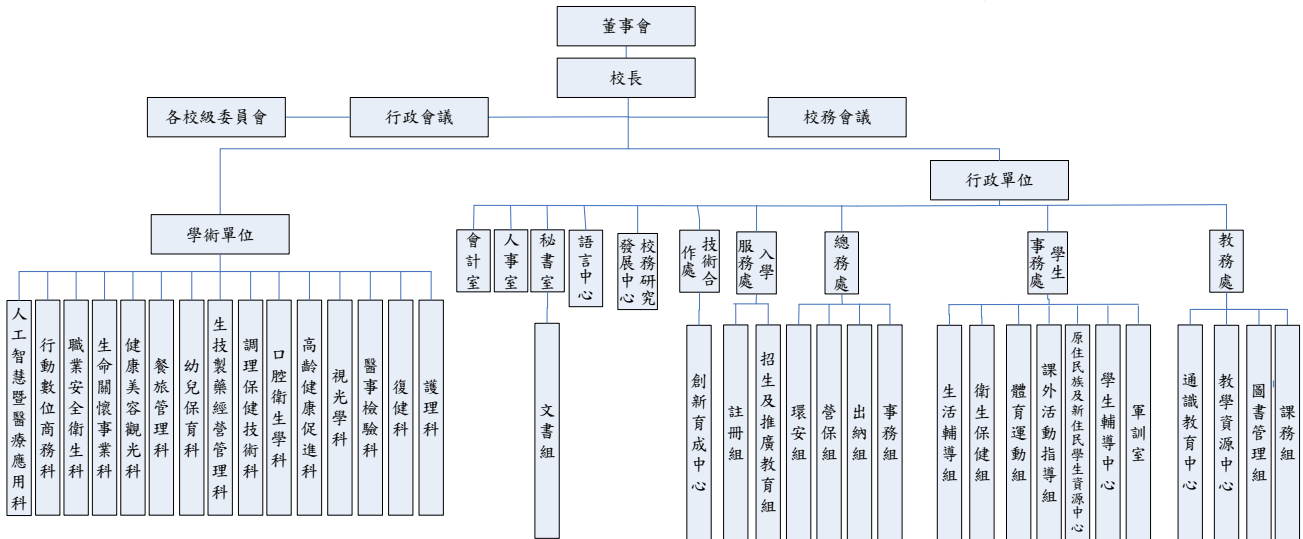 董事會
校長
各校級委員會
行政會議
校務會議
行政單位
學術單位
會計室
人事室
秘書室
語言中心
校務研究
發展中心
技術合
作處
入學
服務處
總務處
學生
事務處
教務處
人工智慧暨醫療應用科
行動數位商務科
職業安全衛生科
生命關懷事業科
健康美容觀光科
餐旅管理科
幼兒保育科
生技製藥經營管理科
調理保健技術科
口腔衛生學科
高齡健康促進科
視光學科
醫事檢驗科
復健科
護理科
文書組
創新育成中心
註冊組
招生及推廣教育組
環安組
營保組
出納組
事務組
生活輔導組
衛生保健組
體育運動組
課外活動指導組
原住民族及新住民學生資源中心
學生輔導中心
軍訓室
通識教育中心
教學資源中心
圖書管理組
課務組